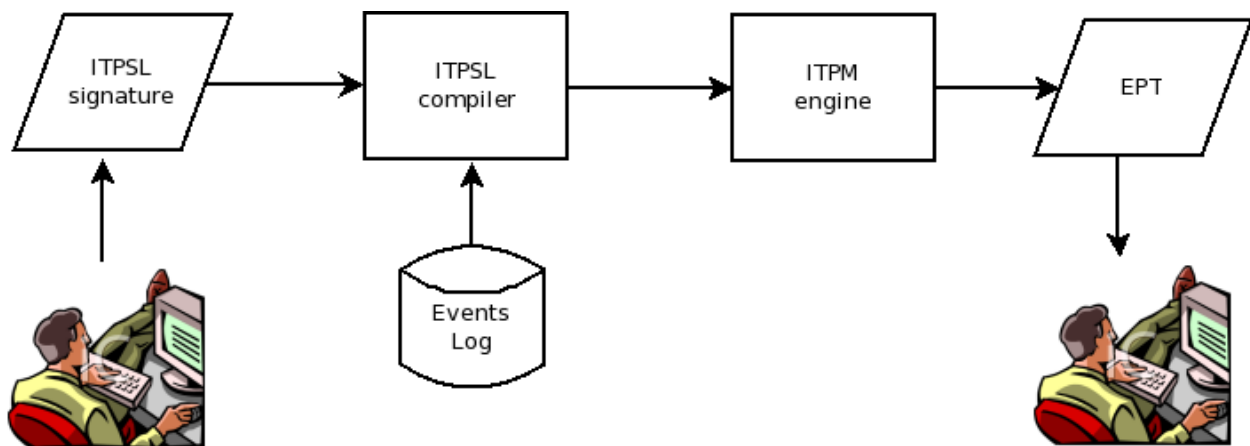 ITPSL
signature
ITPSL
compiler
ITPM
engine
EPT
Events
Log